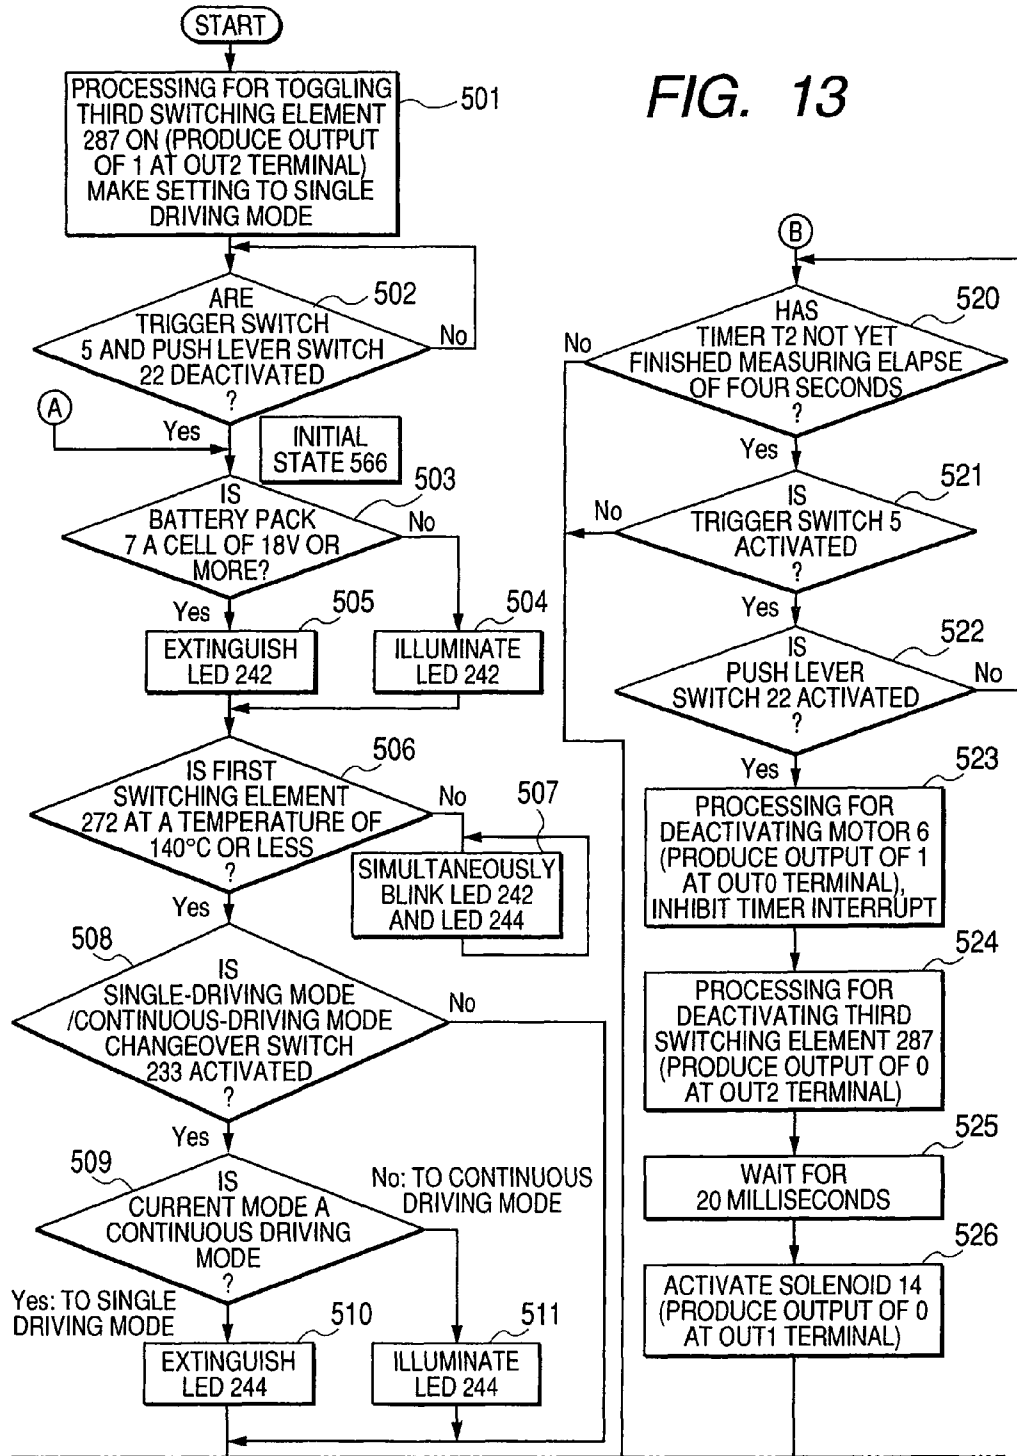 START
PROCESSING FOR TOGGLING
THIRD SWITCHING ELEMENT
287 ON (PRODUCE OUTPUT
OF 1 AT OUT2 TERMINAL)
MAKE SETTING TO SINGLE
DRIVING MODE
501
FIG. 13
ARE
TRIGGER SWITCH
5 AND PUSH LEVER SWITCH
22 DEACTIVATED
?
502
No
Yes
A
INITIAL
STATE 566
IS
BATTERY PACK
7 A CELL OF 18V OR
MORE?
503
No
Yes
505
EXTINGUISH
LED 242
504
ILLUMINATE
LED 242
IS FIRST
SWITCHING ELEMENT
272 AT A TEMPERATURE OF
140°C OR LESS
?
506
No
Yes
507
SIMULTANEOUSLY
BLINK LED 242
AND LED 244
508
IS
SINGLE-DRIVING MODE
/CONTINUOUS-DRIVING MODE
CHANGEOVER SWITCH
233 ACTIVATED
?
No
Yes
509
IS
CURRENT MODE A
CONTINUOUS DRIVING
MODE
?
No: TO CONTINUOUS
DRIVING MODE
Yes: TO SINGLE
DRIVING MODE
510
EXTINGUISH
LED 244
511
ILLUMINATE
LED 244
B
HAS
TIMER T2 NOT YET
FINISHED MEASURING ELAPSE
OF FOUR SECONDS
?
520
No
Yes
IS
TRIGGER SWITCH 5
ACTIVATED
?
521
No
Yes
IS
PUSH LEVER
SWITCH 22 ACTIVATED
?
522
No
Yes
523
PROCESSING FOR
DEACTIVATING MOTOR 6
(PRODUCE OUTPUT OF 1
AT OUT0 TERMINAL),
INHIBIT TIMER INTERRUPT
524
PROCESSING FOR
DEACTIVATING THIRD
SWITCHING ELEMENT 287
(PRODUCE OUTPUT OF 0
AT OUT2 TERMINAL)
525
WAIT FOR
20 MILLISECONDS
526
ACTIVATE SOLENOID 14
(PRODUCE OUTPUT OF 0
AT OUT1 TERMINAL)